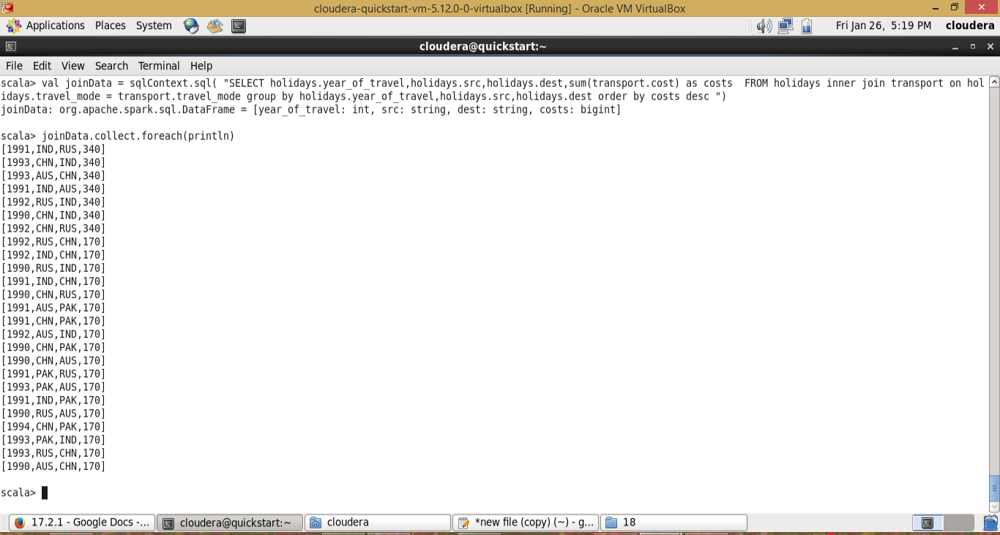 cloudera-quickstart-vm-5.12.0-0-virtualbox [Running] - Oracle VM VirtualBox
Applications Places System Fri Jan 26, 5:19 PM cloudera
cloudera@quickstart:~
File Edit View Search Terminal Help
scala> val joinData = sqlContext.sql( "SELECT holidays.year_of_travel,holidays.src,holidays.dest,sum(transport.cost) as costs  FROM holidays inner join transport on hol
idays.travel_mode = transport.travel_mode group by holidays.year_of_travel,holidays.src,holidays.dest order by costs desc ")
joinData: org.apache.spark.sql.DataFrame = [year_of_travel: int, src: string, dest: string, costs: bigint]
scala> joinData.collect.foreach(println)
[1991,IND,RUS,340]
[1993,CHN,IND,340]
[1993,AUS,CHN,340]
[1991,IND,AUS,340]
[1992,RUS,IND,340]
[1990,CHN,IND,340]
[1992,CHN,RUS,340]
[1992,RUS,CHN,170]
[1992,IND,CHN,170]
[1990,RUS,IND,170]
[1991,IND,CHN,170]
[1990,CHN,RUS,170]
[1991,AUS,PAK,170]
[1991,CHN,PAK,170]
[1992,AUS,IND,170]
[1990,CHN,PAK,170]
[1990,CHN,AUS,170]
[1991,PAK,RUS,170]
[1993,PAK,AUS,170]
[1991,IND,PAK,170]
[1990,RUS,AUS,170]
[1994,CHN,PAK,170]
[1993,PAK,IND,170]
[1993,RUS,CHN,170]
[1990,AUS,CHN,170]
scala>
17.2.1 - Google Docs -... cloudera@quickstart:~ cloudera *new file (copy) (~) - g... 18